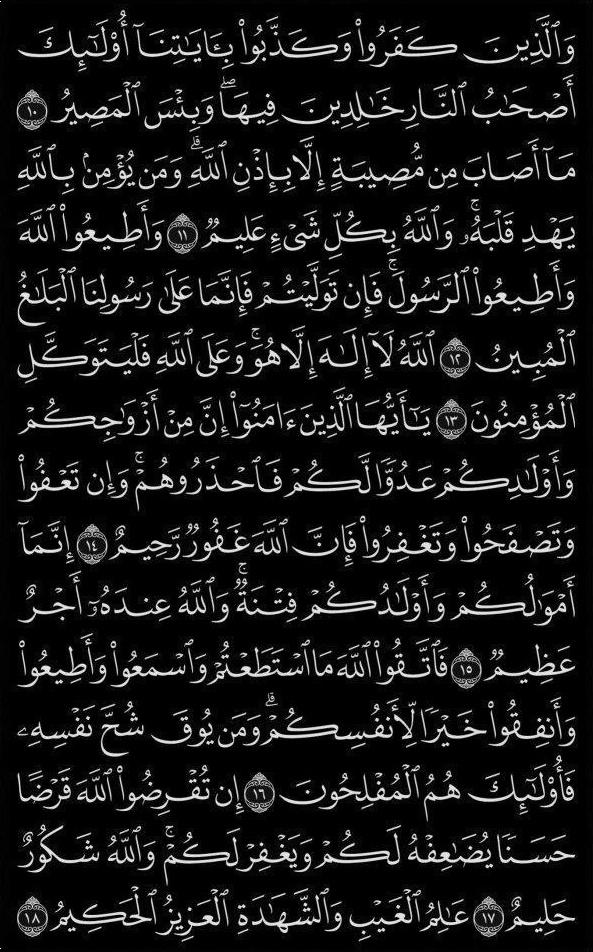 وَٱلَّذِينَ كَفَرُوا۟ وَكَذَّبُوا۟ بِـَٔايَـٰتِنَآ أُو۟لَـٰٓئِكَ
أَصْحَـٰبُ ٱلنَّارِ خَـٰلِدِينَ فِيهَا ۖ وَبِئْسَ ٱلْمَصِيرُ ١٠
مَآ أَصَابَ مِن مُّصِيبَةٍ إِلَّا بِإِذْنِ ٱللَّهِ ۗ وَمَن يُؤْمِنۢ بِٱللَّهِ
يَهْدِ قَلْبَهُۥ ۚ وَٱللَّهُ بِكُلِّ شَىْءٍ عَلِيمٌ ١١ وَأَطِيعُوا۟ ٱللَّهَ
وَأَطِيعُوا۟ ٱلرَّسُولَ ۚ فَإِن تَوَلَّيْتُمْ فَإِنَّمَا عَلَىٰ رَسُولِنَا ٱلْبَلَـٰغُ
ٱلْمُبِينُ ١٢ ٱللَّهُ لَآ إِلَـٰهَ إِلَّا هُوَ ۚ وَعَلَى ٱللَّهِ فَلْيَتَوَكَّلِ
ٱلْمُؤْمِنُونَ ١٣ يَـٰٓأَيُّهَا ٱلَّذِينَ ءَامَنُوٓا۟ إِنَّ مِنْ أَزْوَٰجِكُمْ
وَأَوْلَـٰدِكُمْ عَدُوًّا لَّكُمْ فَٱحْذَرُوهُمْ ۚ وَإِن تَعْفُوا۟
وَتَصْفَحُوا۟ وَتَغْفِرُوا۟ فَإِنَّ ٱللَّهَ غَفُورٌ رَّحِيمٌ ١٤ إِنَّمَآ
أَمْوَٰلُكُمْ وَأَوْلَـٰدُكُمْ فِتْنَةٌ ۚ وَٱللَّهُ عِندَهُۥٓ أَجْرٌ
عَظِيمٌ ١٥ فَٱتَّقُوا۟ ٱللَّهَ مَا ٱسْتَطَعْتُمْ وَٱسْمَعُوا۟ وَأَطِيعُوا۟
وَأَنفِقُوا۟ خَيْرًا لِّأَنفُسِكُمْ ۗ وَمَن يُوقَ شُحَّ نَفْسِهِۦ
فَأُو۟لَـٰٓئِكَ هُمُ ٱلْمُفْلِحُونَ ١٦ إِن تُقْرِضُوا۟ ٱللَّهَ قَرْضًا
حَسَنًا يُضَـٰعِفْهُ لَكُمْ وَيَغْفِرْ لَكُمْ ۚ وَٱللَّهُ شَكُورٌ
حَلِيمٌ ١٧ عَـٰلِمُ ٱلْغَيْبِ وَٱلشَّهَـٰدَةِ ٱلْعَزِيزُ ٱلْحَكِيمُ ١٨